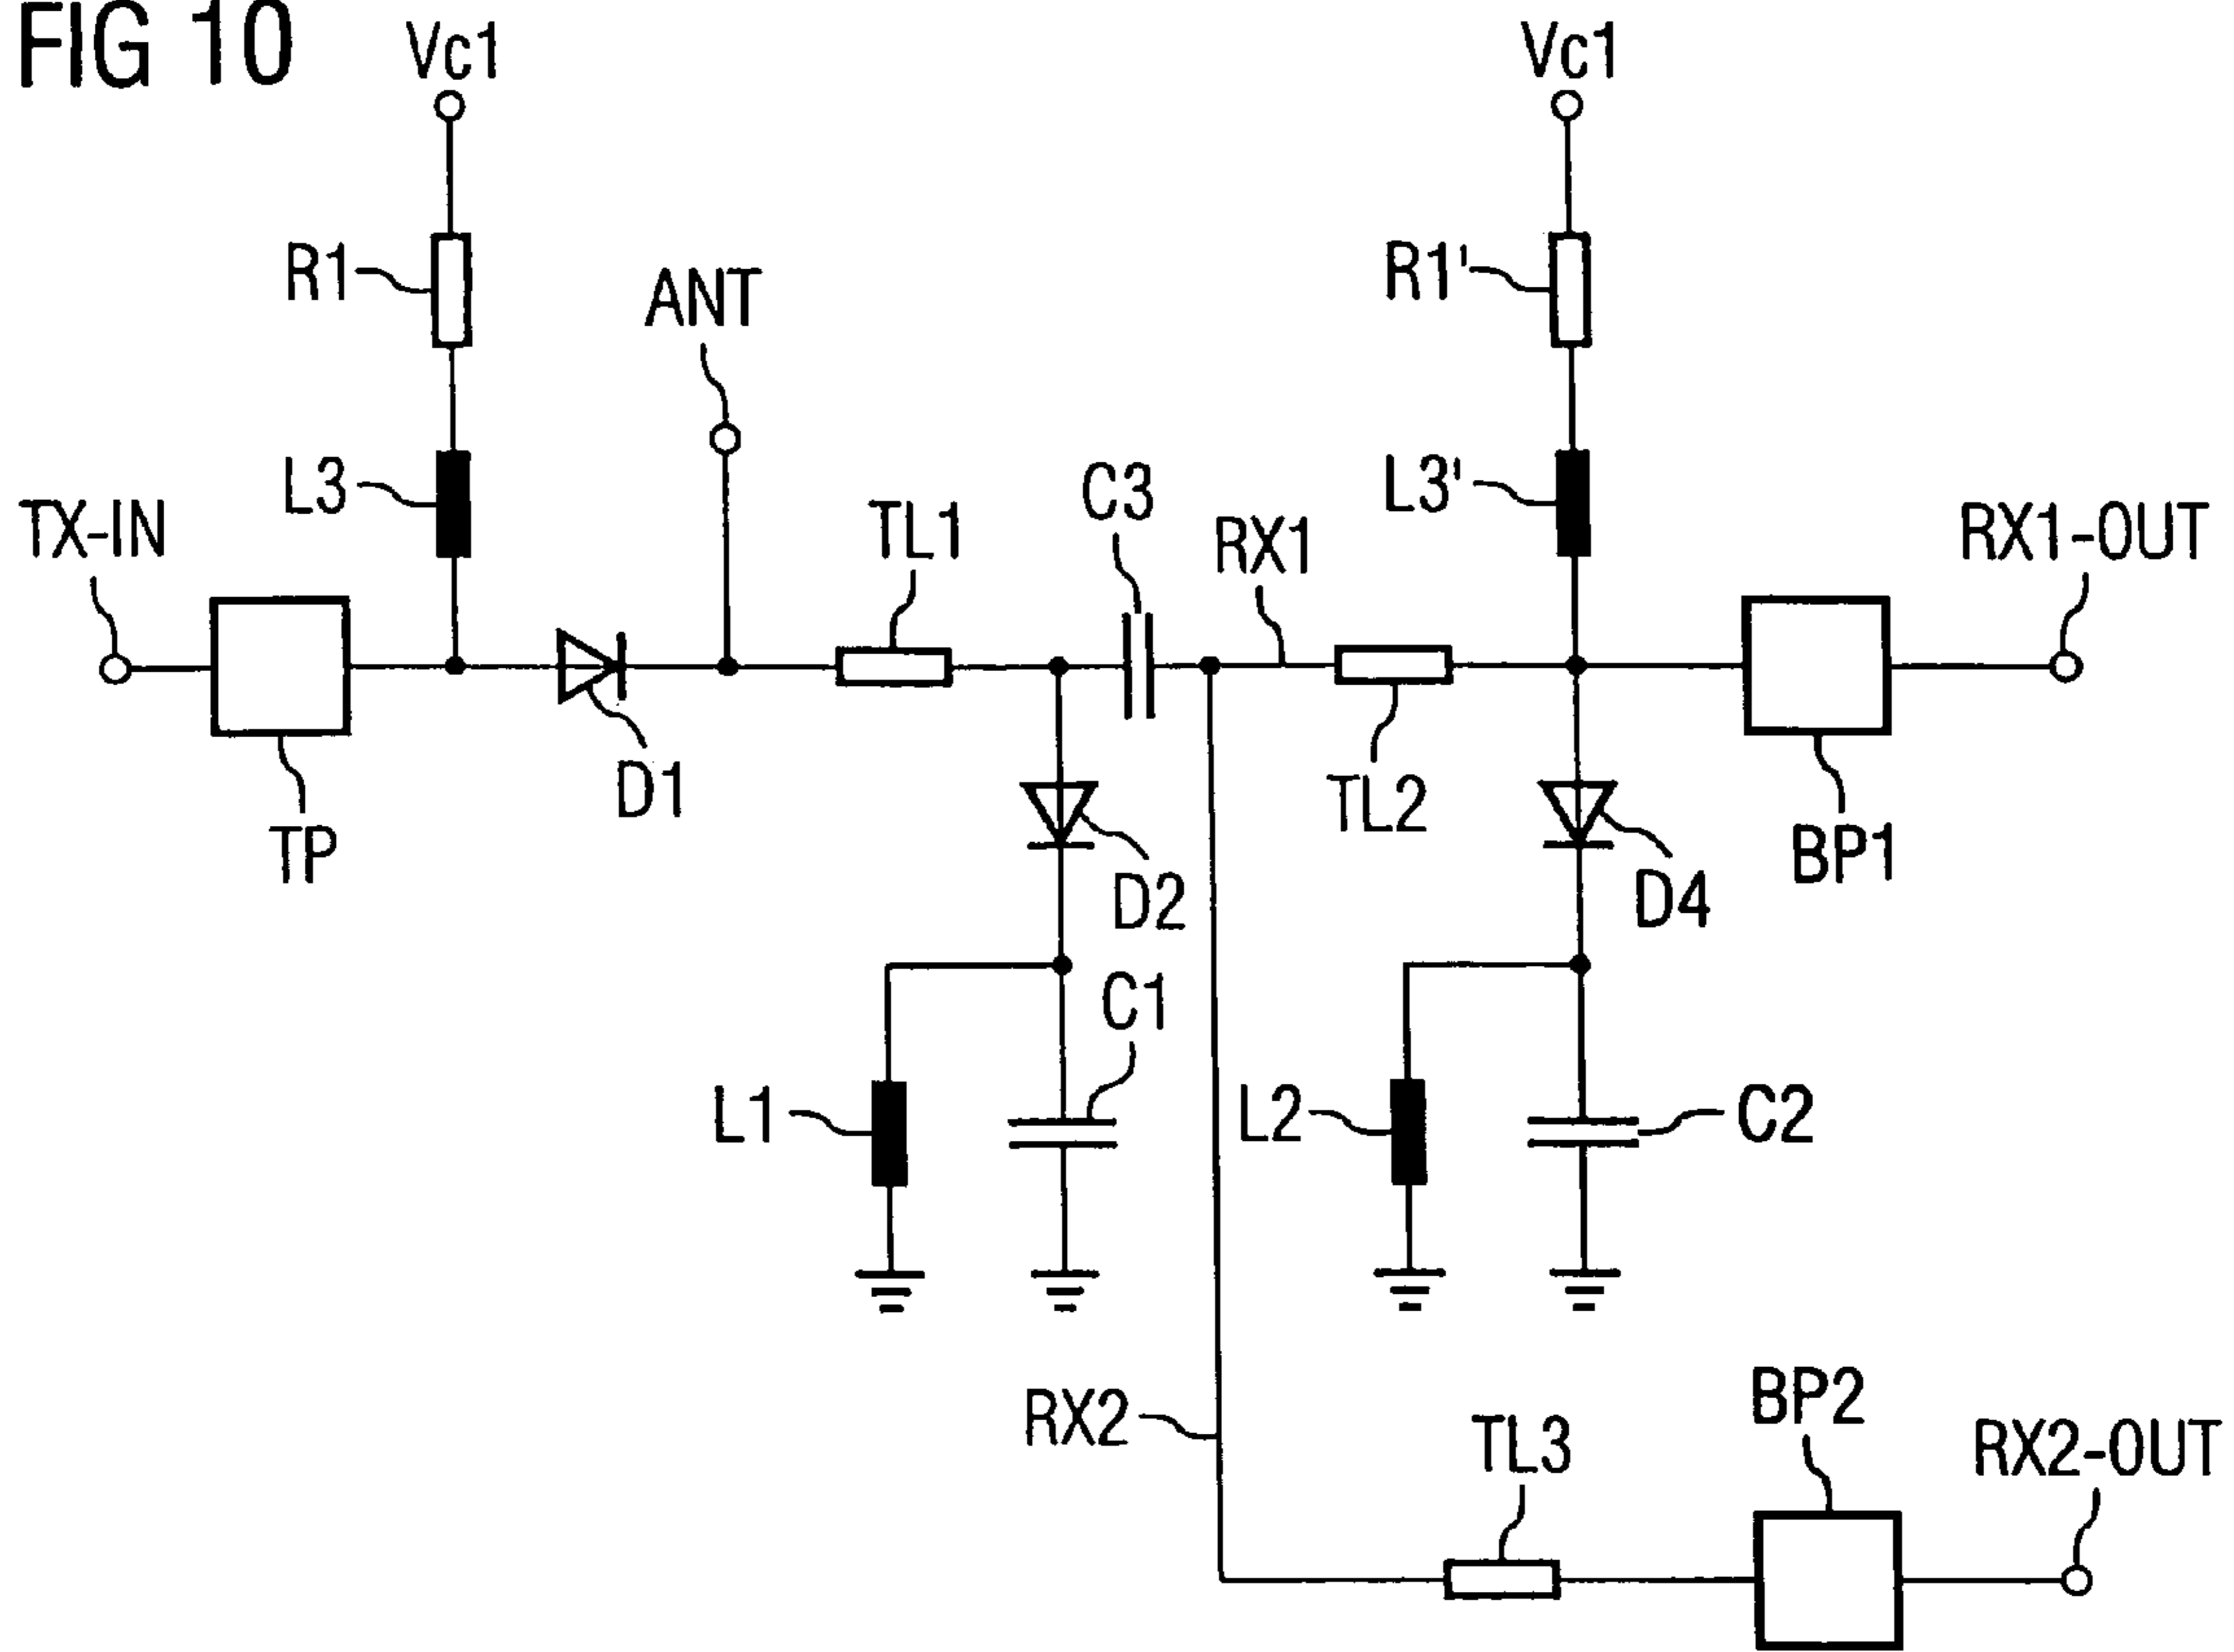 FIG 10
Vc1
Vc1
R1
R1'
ANT
L3
C3
L3'
TX-IN
TL1
RX1
RX1-OUT
D1
TL2
TP
D2
D4
BP1
C1
L1
L2
C2
RX2
BP2
TL3
RX2-OUT